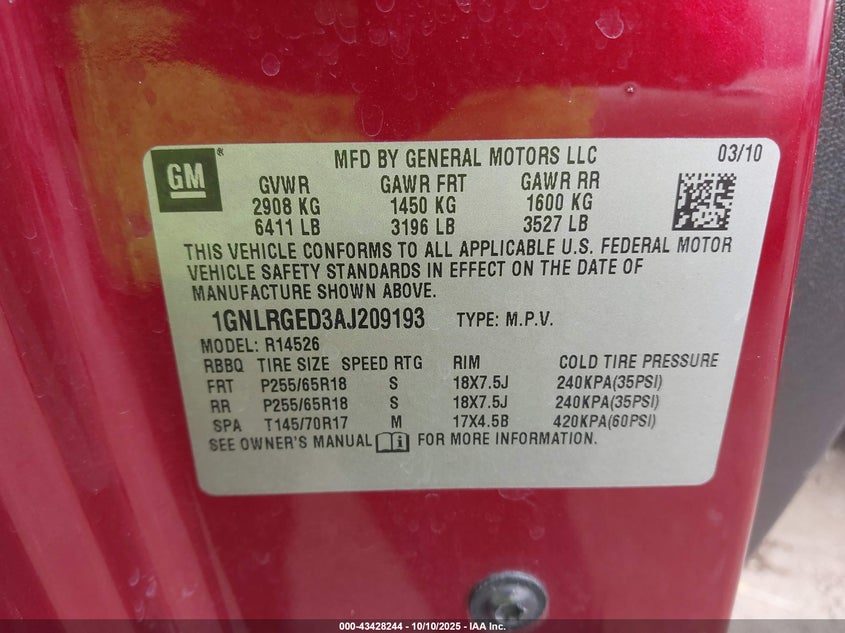 GM® MFD BY GENERAL MOTORS LLC 03/10
GVWR GAWR FRT GAWR RR
2908 KG 1450 KG 1600 KG
6411 LB 3196 LB 3527 LB
THIS VEHICLE CONFORMS TO ALL APPLICABLE U.S. FEDERAL MOTOR
VEHICLE SAFETY STANDARDS IN EFFECT ON THE DATE OF
MANUFACTURE SHOWN ABOVE.
1GNLRGED3AJ209193 TYPE: M.P.V.
MODEL: R14526
RBBQ TIRE SIZE SPEED RTG RIM COLD TIRE PRESSURE
FRT P255/65R18 S 18X7.5J 240KPA(35PSI)
RR P255/65R18 S 18X7.5J 240KPA(35PSI)
SPA T145/70R17 M 17X4.5B 420KPA(60PSI)
SEE OWNER'S MANUAL FOR MORE INFORMATION.
000-43428244 - 10/10/2025 - IAA Inc.